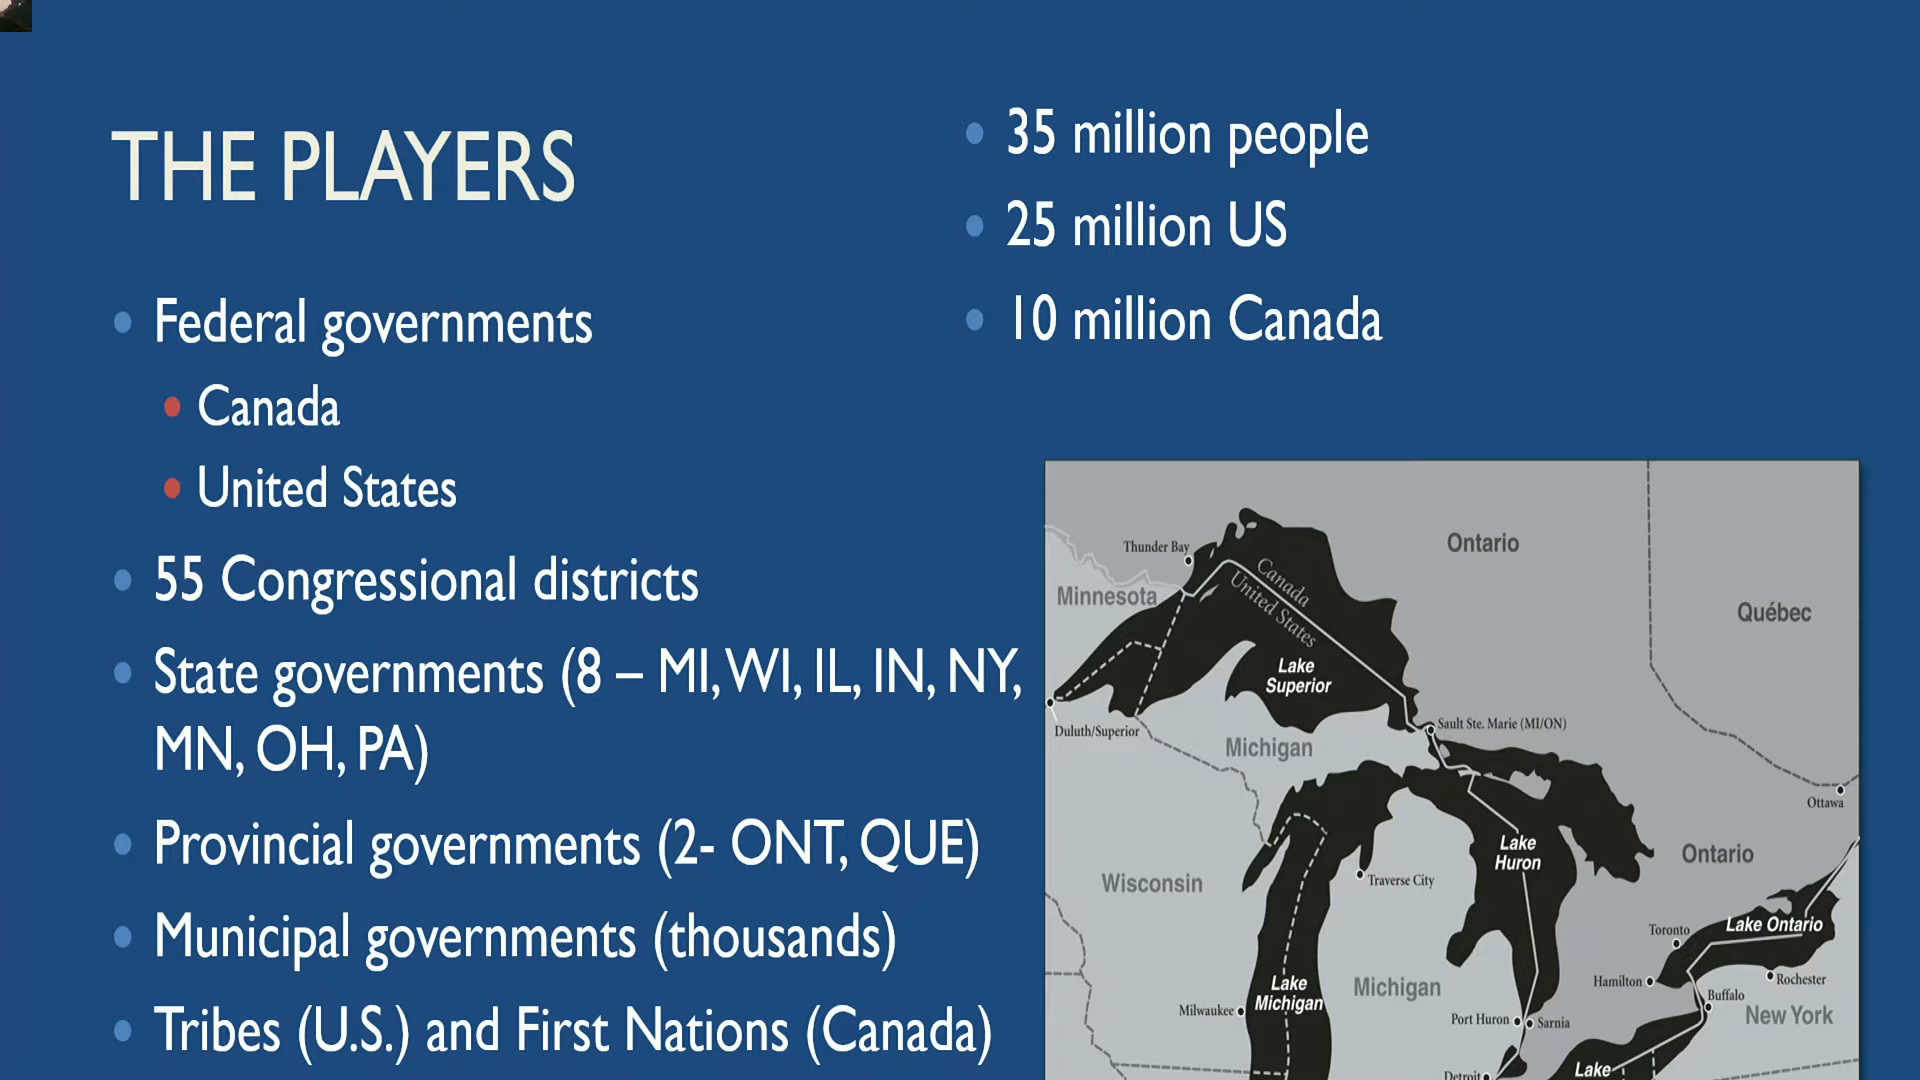 THE PLAYERS
Federal governments
Canada
United States
55 Congressional districts
State governments (8 – MI, WI, IL, IN, NY,
MN, OH, PA)
Provincial governments (2- ONT, QUE)
Municipal governments (thousands)
Tribes (U.S.) and First Nations (Canada)
35 million people
25 million US
10 million Canada
Ontario
Thunder Bay
Canada
United States
Minnesota
Québec
Lake
Superior
Sault Ste. Marie (MI/ON)
Duluth/Superior
Michigan
Ottawa
Lake
Huron
Ontario
Wisconsin
Traverse City
Lake Ontario
Toronto
Hamilton
Rochester
Lake
Michigan
Michigan
Buffalo
New York
Milwaukee
Port Huron
Sarnia
Lake
Detroit